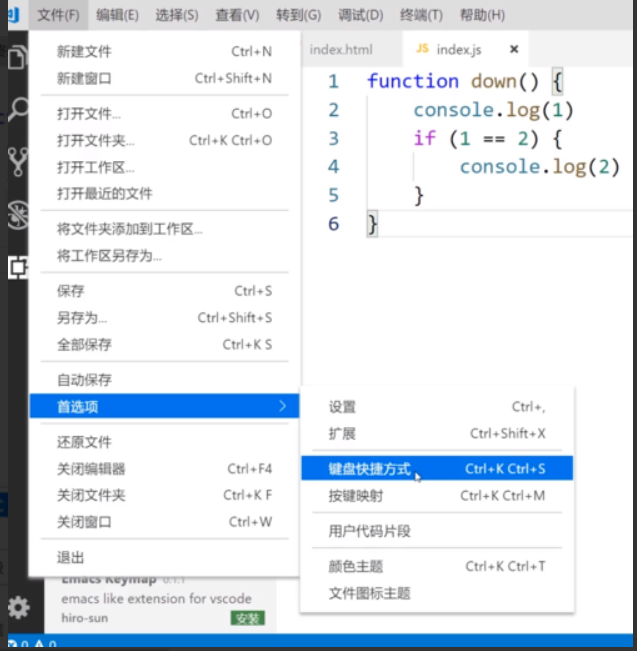 文件(F) 编辑(E) 选择(S) 查看(V) 转到(G) 调试(D) 终端(T) 帮助(H)
新建文件 Ctrl+N
新建窗口 Ctrl+Shift+N
打开文件... Ctrl+O
打开文件夹... Ctrl+K Ctrl+O
打开工作区...
打开最近的文件
将文件夹添加到工作区...
将工作区另存为...
保存 Ctrl+S
另存为... Ctrl+Shift+S
全部保存 Ctrl+K S
自动保存
首选项
还原文件
关闭编辑器 Ctrl+F4
关闭文件夹 Ctrl+K F
关闭窗口 Ctrl+W
退出
index.html JS index.js ×
1 function down() {
2 console.log(1)
3 if (1 == 2) {
4 console.log(2)
5 }
6 }
设置 Ctrl+,
扩展 Ctrl+Shift+X
键盘快捷方式 Ctrl+K Ctrl+S
按键映射 Ctrl+K Ctrl+M
用户代码片段
颜色主题 Ctrl+K Ctrl+T
文件图标主题
Emacs Keymap 0.1.1
emacs like extension for vscode
hiro-sun 安装
0 0